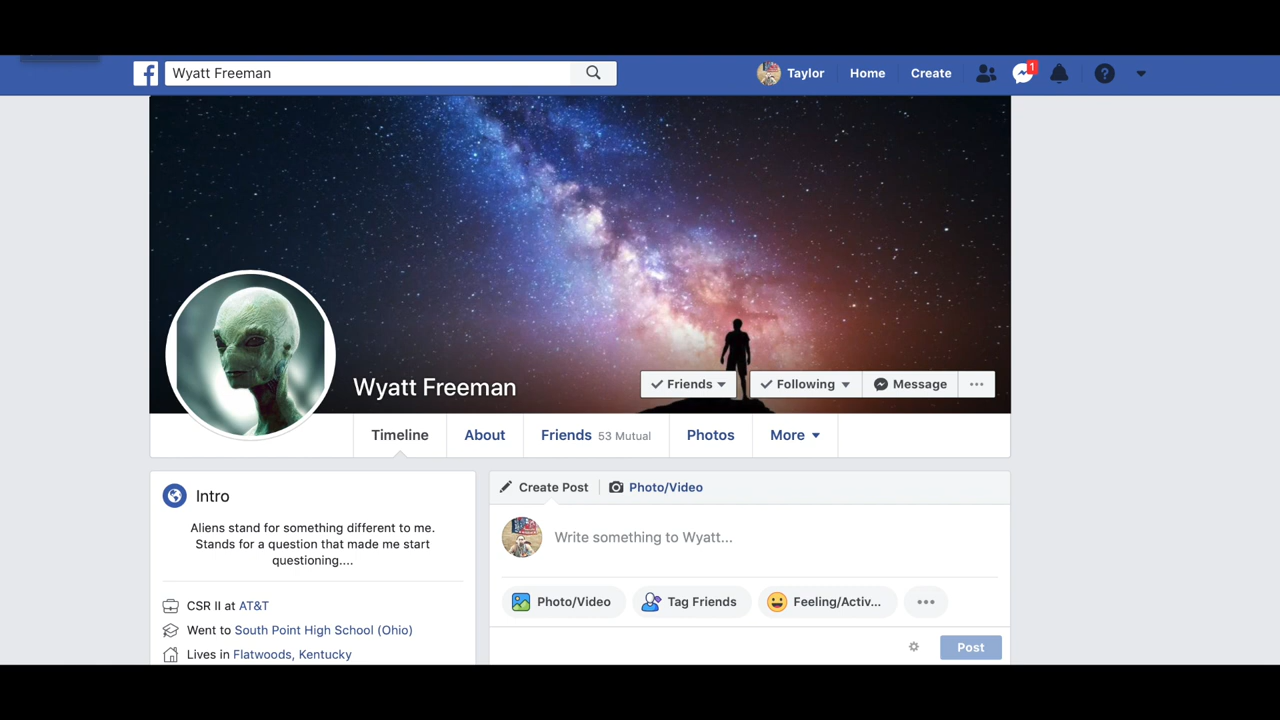 Wyatt Freeman
Taylor
Home
Create
1
Wyatt Freeman
Friends
Following
Message
Timeline
About
Friends 53 Mutual
Photos
More
Intro
Aliens stand for something different to me.
Stands for a question that made me start
questioning....
CSR II at AT&T
Went to South Point High School (Ohio)
Lives in Flatwoods, Kentucky
Create Post
Photo/Video
Write something to Wyatt...
Photo/Video
Tag Friends
Feeling/Activ...
Post